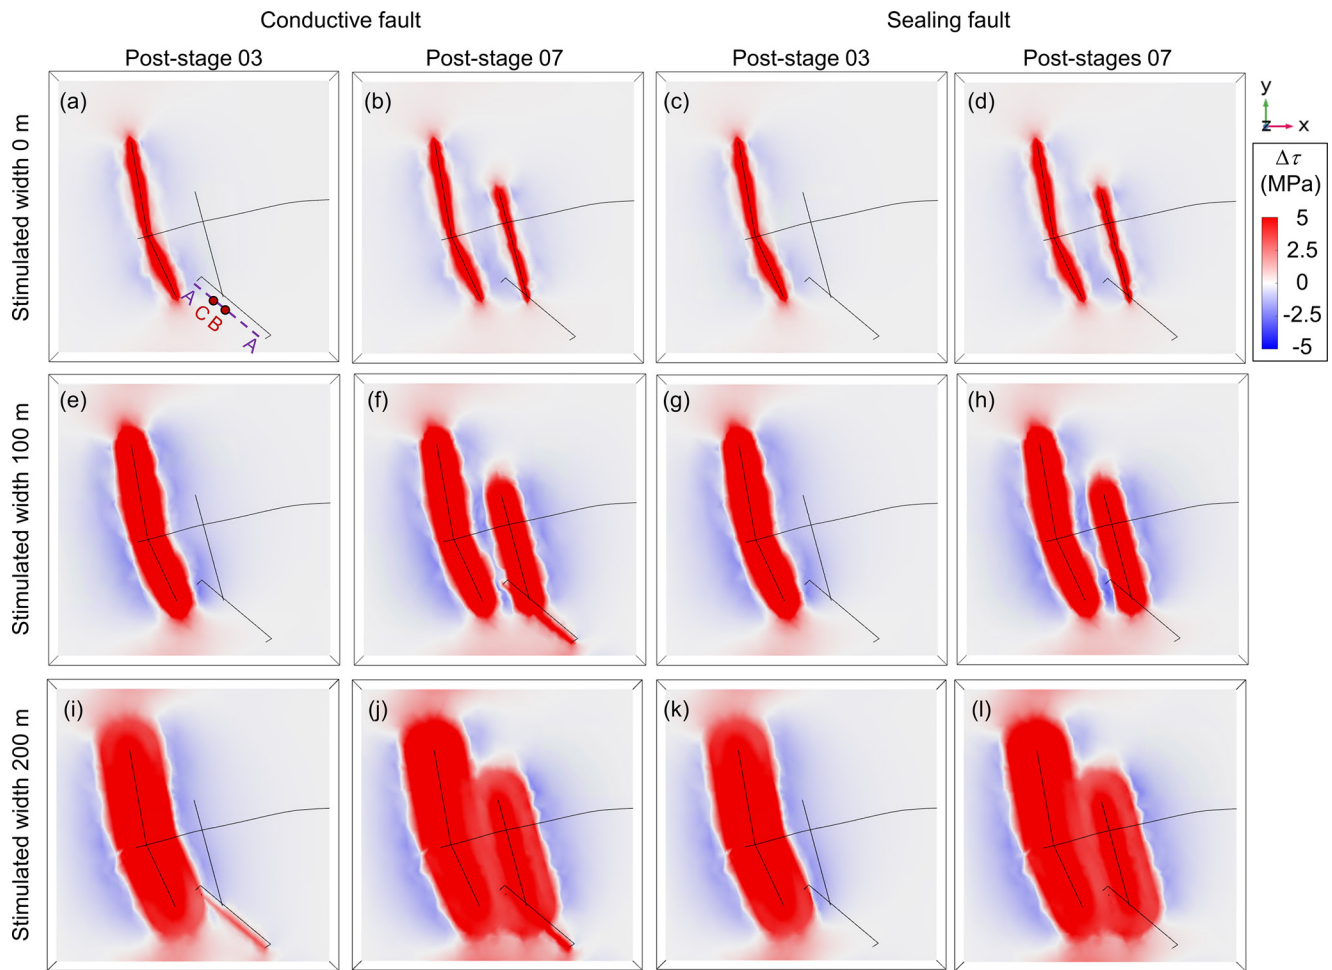 Conductive fault
Sealing fault
Post-stage 03
Post-stage 07
Post-stage 03
Post-stages 07
Stimulated width 0 m
(a)
(b)
(c)
(d)
A
C
B
A
y
z
x
Δτ
(MPa)
5
2.5
0
-2.5
-5
Stimulated width 100 m
(e)
(f)
(g)
(h)
Stimulated width 200 m
(i)
(j)
(k)
(l)